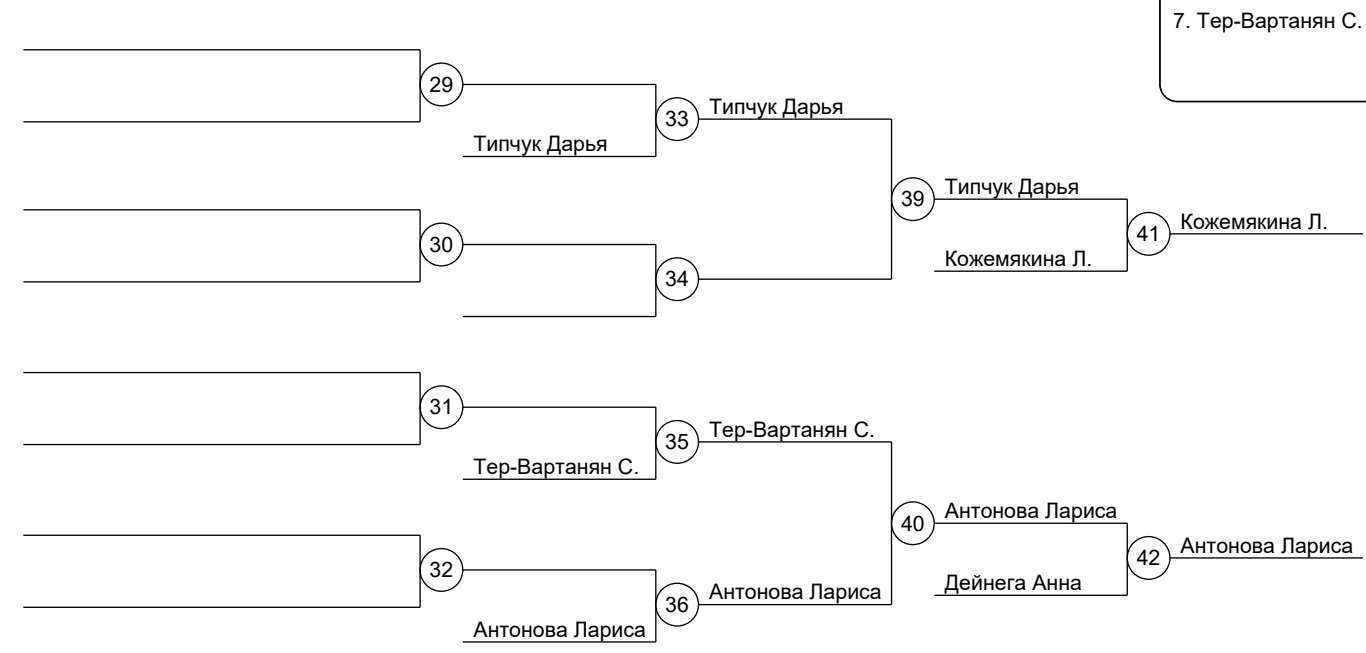 7. Тер-Вартанян С.
29
33
Типчук Дарья
Типчук Дарья
39
Типчук Дарья
30
34
Кожемякина Л.
41
Кожемякина Л.
31
35
Тер-Вартанян С.
Тер-Вартанян С.
40
Антонова Лариса
32
36
Антонова Лариса
Антонова Лариса
Дейнега Анна
42
Антонова Лариса